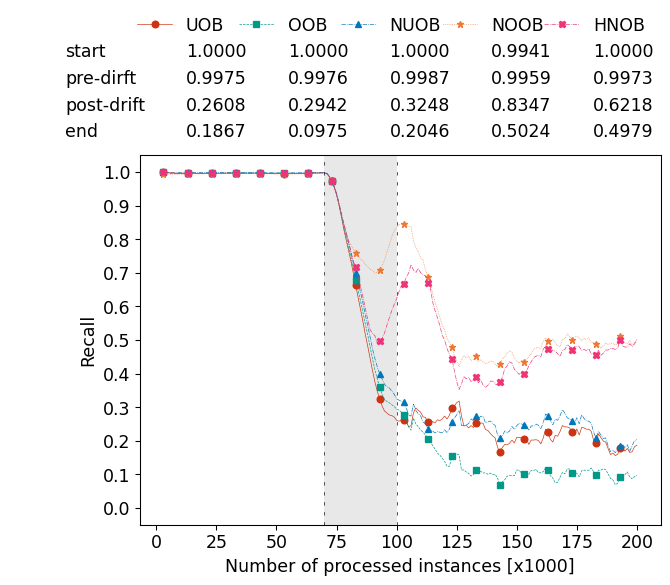 UOB OOB NUOB NOOB HNOB
start 1.0000 1.0000 1.0000 0.9941 1.0000
pre-dirft 0.9975 0.9976 0.9987 0.9959 0.9973
post-drift 0.2608 0.2942 0.3248 0.8347 0.6218
end 0.1867 0.0975 0.2046 0.5024 0.4979
1.0
0.9
0.8
0.7
0.6
0.5
0.4
0.3
0.2
0.1
0.0
Recall
0 25 50 75 100 125 150 175 200
Number of processed instances [x1000]